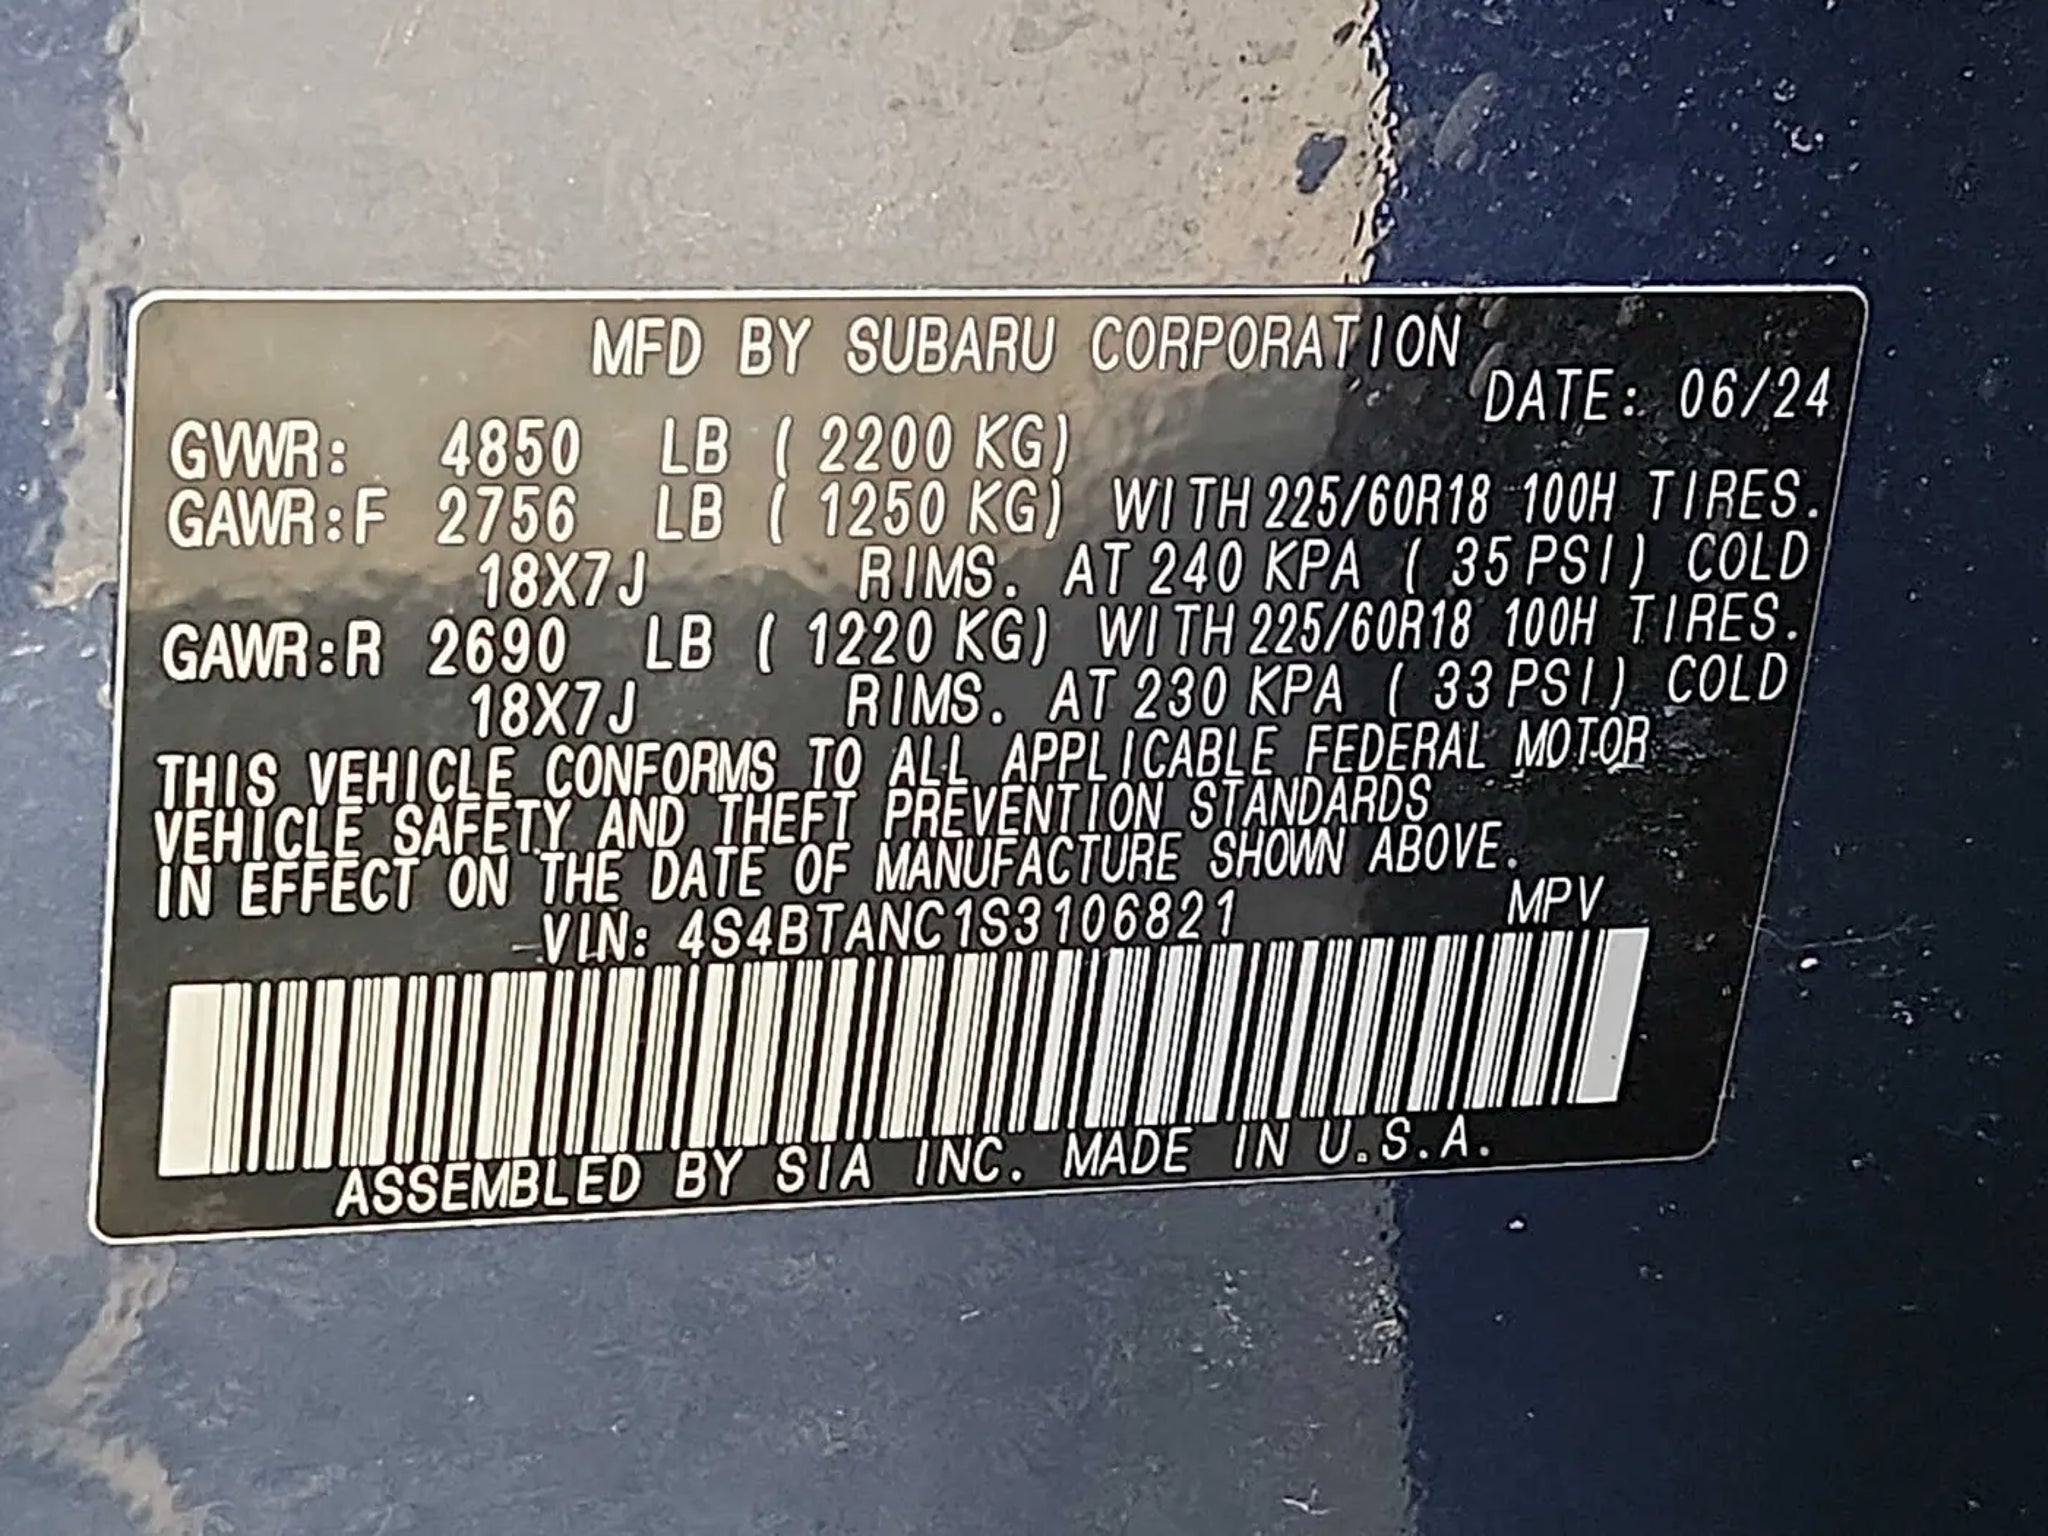 MFD BY SUBARU CORPORATION
DATE: 06/24
GVWR: 4850 LB ( 2200 KG)
GAWR:F 2756 LB ( 1250 KG) WITH 225/60R18 100H TIRES.
18X7J RIMS. AT 240 KPA ( 35 PSI) COLD
GAWR:R 2690 LB ( 1220 KG) WITH 225/60R18 100H TIRES.
18X7J RIMS. AT 230 KPA ( 33 PSI) COLD
THIS VEHICLE CONFORMS TO ALL APPLICABLE FEDERAL MOTOR
VEHICLE SAFETY AND THEFT PREVENTION STANDARDS
IN EFFECT ON THE DATE OF MANUFACTURE SHOWN ABOVE.
VIN: 4S4BTANC1S3106821 MPV
ASSEMBLED BY SIA INC. MADE IN U.S.A.